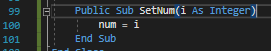 99 Public Sub SetNum(i As Integer)
100 num = i
101 End Sub